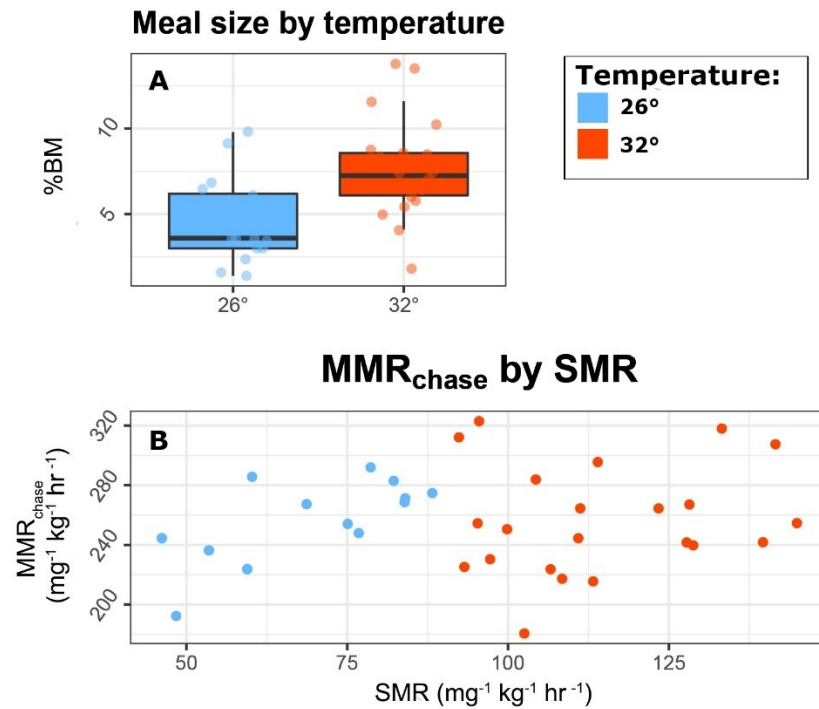 Meal size by temperature
A
%BM
10
5
26°
32°
Temperature:
26°
32°
MMRchase by SMR
B
MMRchase
(mg⁻¹ kg⁻¹ hr⁻¹)
320
280
240
200
50
75
100
125
SMR (mg⁻¹ kg⁻¹ hr⁻¹)